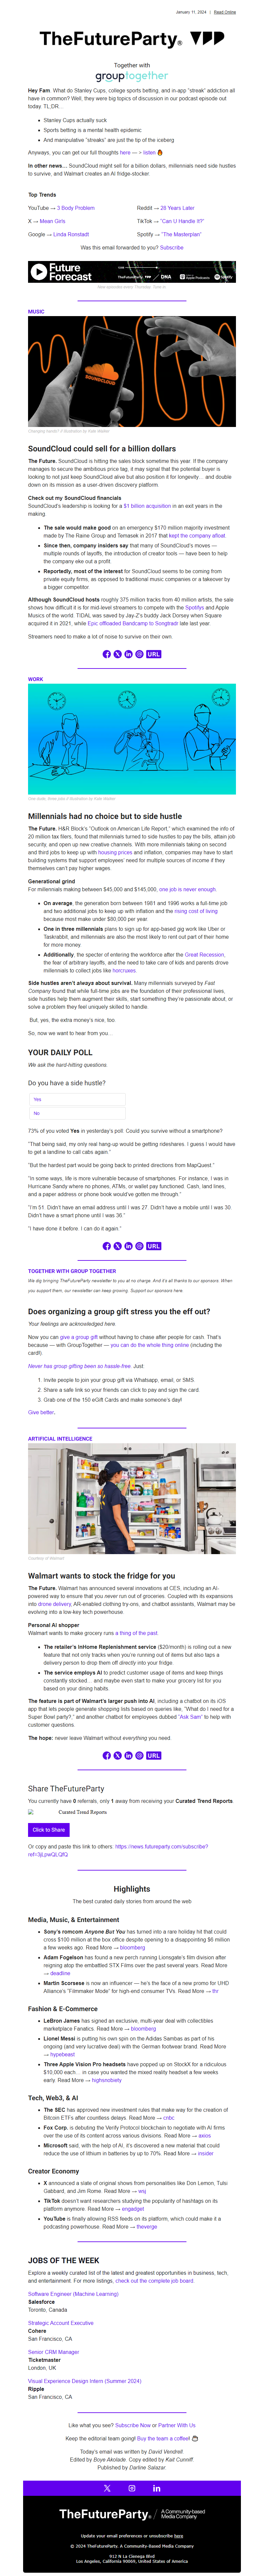 January 11, 2024 | Read Online
TheFutureParty®
Together with
grouptogether
Hey Fam. What do Stanley Cups, college sports betting, and in-app "streak" addiction all
have in common? Well, they were big topics of discussion on our podcast today.
TL;DR…
Stanley Cups actually suck
Sports betting is a mental health epidemic
And manipulative "streaks" are just the tip of the iceberg
Anyways, you can get our full thoughts here — > listen 🔥
In other news… SoundCloud might sell for a billion dollars, millennials need side hustles
to survive, and Walmart creates an AI fridge-stocker.
Top Trends
YouTube → 3 Body Problem
Reddit → 28 Years Later
X → Mean Girls
TikTok → "Can U Handle It?"
Google → Linda Ronstadt
Spotify → "The Masterplan"
Was this email forwarded to you? Subscribe
Future
Forecast
MUSIC
SoundCloud could sell for a billion dollars
The Future. SoundCloud is hitting the sales block sometime this year. If the company
manages to find a buyer, the acquisition price may be a far cry from the lofty
looking to not just keep SoundCloud alive but also prosperous and
Check out my SoundCloud financials
SoundCloud's leadership is looking for a $1 billion acquisition in an exit years in the
making.
The sale would make good on an emergency $170 million majority investment
made by The Raine Group and Temasek in 2017 that kept the company afloat.
Since then, company insiders say that many of SoundCloud's moves —
multiple rounds of layoffs, the introduction of creator tools — have been to help
the company eke out a profit.
Reportedly, most of the interest for SoundCloud seems to be coming from
private equity firms, as opposed to traditional music companies or a takeover by
a bigger competitor.
Although SoundCloud hosts roughly 375 million tracks from 40 million artists, the sale
shows how difficult it is for mid-level streamers to compete with the Spotifys and Apple
Musics of the world. TIDAL was saved by Jay-Z's buddy Jack Dorsey when Square
acquired it in 2021, while Epic offloaded Bandcamp to Songtradr late last year.
Streamers need to make a lot of noise to survive on their own.
URL
WORK
Millennials had no choice but to side hustle
The Future. H&R Block's "Outlook on American Life Report," which examined the info of
20 million tax filers, found that millennials turned to side hustles to pay the bills, attain job
security, and open up new creative channels. With more millennials taking on second
and third jobs to keep up with housing prices and inflation, companies may have to start
building systems that support employees' need for multiple sources of income, especially if
they themselves can't pay higher wages.
Generational grind
For millennials making between $45,000 and $165,000, one job is never enough.
On average, the generation born between 1981 and 1996 works a full-time job
and two additional jobs to keep up with inflation and the rising cost of living
because most make under $80,000 per year.
One in three millennials plans to sign up for an app-based gig work like Uber or
Taskrabbit, and millennials are also the most likely to rent out part of their home
for more money.
Additionally, the specter of entering the workforce after the Great Recession,
the fear of arbitrary layoffs, and the need to take care of kids and parents drove
millennials to collect jobs like horcruxes.
Side hustles aren't always about survival. Many millennials surveyed by Fast
Company found that while their full-time jobs are the foundation of their professional lives,
side hustles help them augment their skills, start something they're passionate about, or
solve a problem they feel uniquely skilled to handle.
But, yes, the extra money's nice, too.
So, now we want to hear from you…
YOUR DAILY POLL
We ask the hard-hitting questions.
Do you have a side hustle?
Yes
No
73% of you voted Yes in yesterday's poll: Could you survive without a smartphone?
"That being said, my only real hang-up would be getting rideshares. I guess I would have
to get a landline to call cabs again."
"But the hardest part would be going back to printed directions from MapQuest."
"In some ways, life is more vulnerable because of smartphones. For instance, I was in
Hurricane Sandy where no phones, ATMs, or wallet pay functioned. Cash, land lines,
and a paper address or phone book would've gotten me through."
"I'm 51. Didn't have an email address until I was 27. Didn't have a mobile until I was 30.
Didn't have a smart phone until I was 36."
"I have done it before. I can do it again."
URL
TOGETHER WITH GROUP TOGETHER
We dig bringing TheFutureParty newsletter to you at no charge. And it's all thanks to our sponsors. When
you support them, our newsletter can keep growing. Support our sponsors here.
Does organizing a group gift stress you the eff out?
Your feelings are acknowledged here.
Now you can give a group gift without having to chase after people for cash. That's
because — with GroupTogether — you can do the whole thing online (including the
card!).
Never has group gifting been so hassle-free. Just:
1. Invite people to join your group gift via Whatsapp, email, or SMS.
2. Share a safe link so your friends can click to pay and sign the card.
3. Grab one of the 150 eGift Cards and make someone's day!
Give better.
ARTIFICIAL INTELLIGENCE
Courtesy of Walmart
Walmart wants to stock the fridge for you
The Future. Walmart has announced several innovations at CES, including an AI-
system that will ensure you never run out of your favorite foods. Coupled with its expansion
into drone delivery, AR-enabled clothing try-ons, and chatbot assistants, Walmart may be
evolving into a low-key tech powerhouse.
Personal AI shopper
Walmart wants to make grocery runs a thing of the past.
The retailer's InHome Replenishment service ($20/month) is rolling out a new
feature that not only tracks when you're running out of items but also taps a
delivery person to drop them off directly into your fridge.
The service employs AI to predict customer usage of items and keep things
constantly stocked… and maybe even start to modify your grocery list for you
based on your dining habits.
The feature is part of Walmart's larger push into AI, including a chatbot on its iOS
app that lets people generate shopping lists based on queries like, "What do I need for a
Super Bowl party?," and another chatbot for employees dubbed "Ask Sam" to help with
customer questions.
The hope: never leave Walmart without everything you need.
URL
Share TheFutureParty
You currently have 0 referrals, only 1 away from receiving your Curated Trend Reports.
Curated Trend Reports
Click to Share
Or copy and paste this link to others: https://news.futureparty.com/subscribe?
Highlights
The best curated daily stories from around the web
Media, Music, & Entertainment
Sony's romcom Anyone But You has turned into a rare holiday hit that could clear
$100 million at the box office despite opening to a disappointing $8 million
a few weeks ago. Read More → bloomberg
Adam Fogelson has found a new perch running Lionsgate's film division after
stepping atop the embattled STX Films over the past several years. Read More
→ deadline
Martin Scorsese is now an influencer — he's the face of a new promo for UHD
Alliance's "Filmmaker Mode" for high-end consumer TVs. Read More → thr
Fashion & E-Commerce
LeBron James has signed an exclusive, multi-year deal with collectibles
marketplace Fanatics. Read More → bloomberg
Lionel Messi is putting his own spin on the Adidas Sambas as part of his
(ongoing and very lucrative deal) with the German footwear brand. Read More
→ hypebeast
Three Apple Vision Pro headsets have popped up on StockX for a ridiculous
$10,000 each… in case you wanted the mixed reality headset a few weeks
early. Read More → highsnobiety
Tech, Web3, & AI
The SEC has approved new investment rules that make way for the creation of
Bitcoin ETFs after countless delays. Read More → cnbc
Fox Corp. is debuting the Verify Protocol blockchain to negotiate with AI firms
over the use of its content across various divisions. Read More → axios
Microsoft said, with the help of AI, it's discovered a new material that could
reduce the use of lithium in batteries by up to 70%. Read More → insider
Creator Economy
X announced a slate of original shows from personalities like Don Lemon, Tulsi
Gabbard, and Jim Rome. Read More → wsj
TikTok doesn't want researchers studying the popularity of hashtags on its
platform anymore. Read More → engadget
YouTube is finally allowing RSS feeds on its platform, which could make it a
podcasting powerhouse. Read More → theverge
JOBS OF THE WEEK
Explore a weekly curated list of the latest and greatest opportunities in business, tech,
and entertainment. For more listings, check out the complete job board.
Software Engineer (Machine Learning)
Salesforce
Toronto, Canada
Strategic Account Executive
Cohere
San Francisco, CA
Senior CRM Manager
Ticketmaster
London, UK
Visual Experience Design Intern (Summer 2024)
Ripple
San Francisco, CA
Like what you see? Subscribe Now or Partner With Us
Keep the editorial team going! Buy the team a coffee!
Today's email was written by David Vendrell.
Edited by Boye Akolade. Copy edited by Kait Cunniff.
Published by Darline Salazar.
TheFutureParty.®
A Community-based
Media Company
Update your email preferences or unsubscribe here
© 2024 TheFutureParty: A Community-Based Media Company
912 N La Cienega Blvd
Los Angeles, California 90069, United States of America